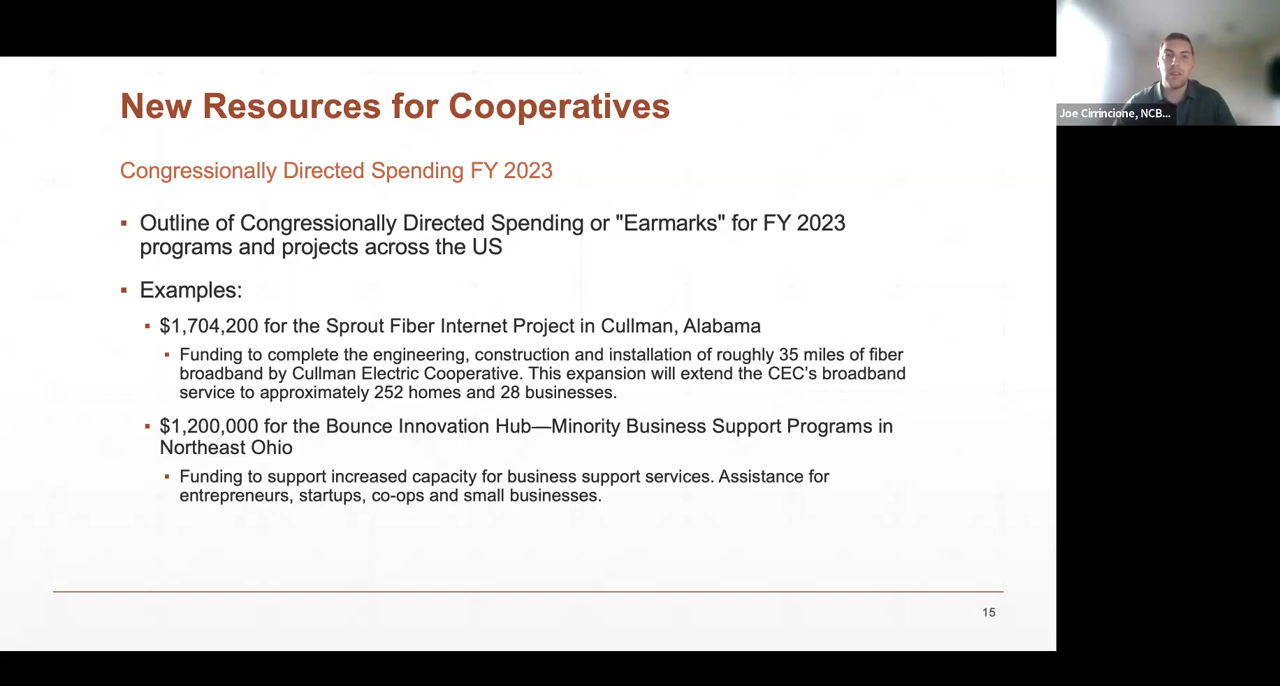 New Resources for Cooperatives
Joe Cirrincione, NCB...
Congressionally Directed Spending FY 2023
▪ Outline of Congressionally Directed Spending or "Earmarks" for FY 2023
programs and projects across the US
▪ Examples:
▪ $1,704,200 for the Sprout Fiber Internet Project in Cullman, Alabama
▪ Funding to complete the engineering, construction and installation of roughly 35 miles of fiber
broadband by Cullman Electric Cooperative. This expansion will extend the CEC’s broadband
service to approximately 252 homes and 28 businesses.
▪ $1,200,000 for the Bounce Innovation Hub—Minority Business Support Programs in
Northeast Ohio
▪ Funding to support increased capacity for business support services. Assistance for
entrepreneurs, startups, co-ops and small businesses.
15